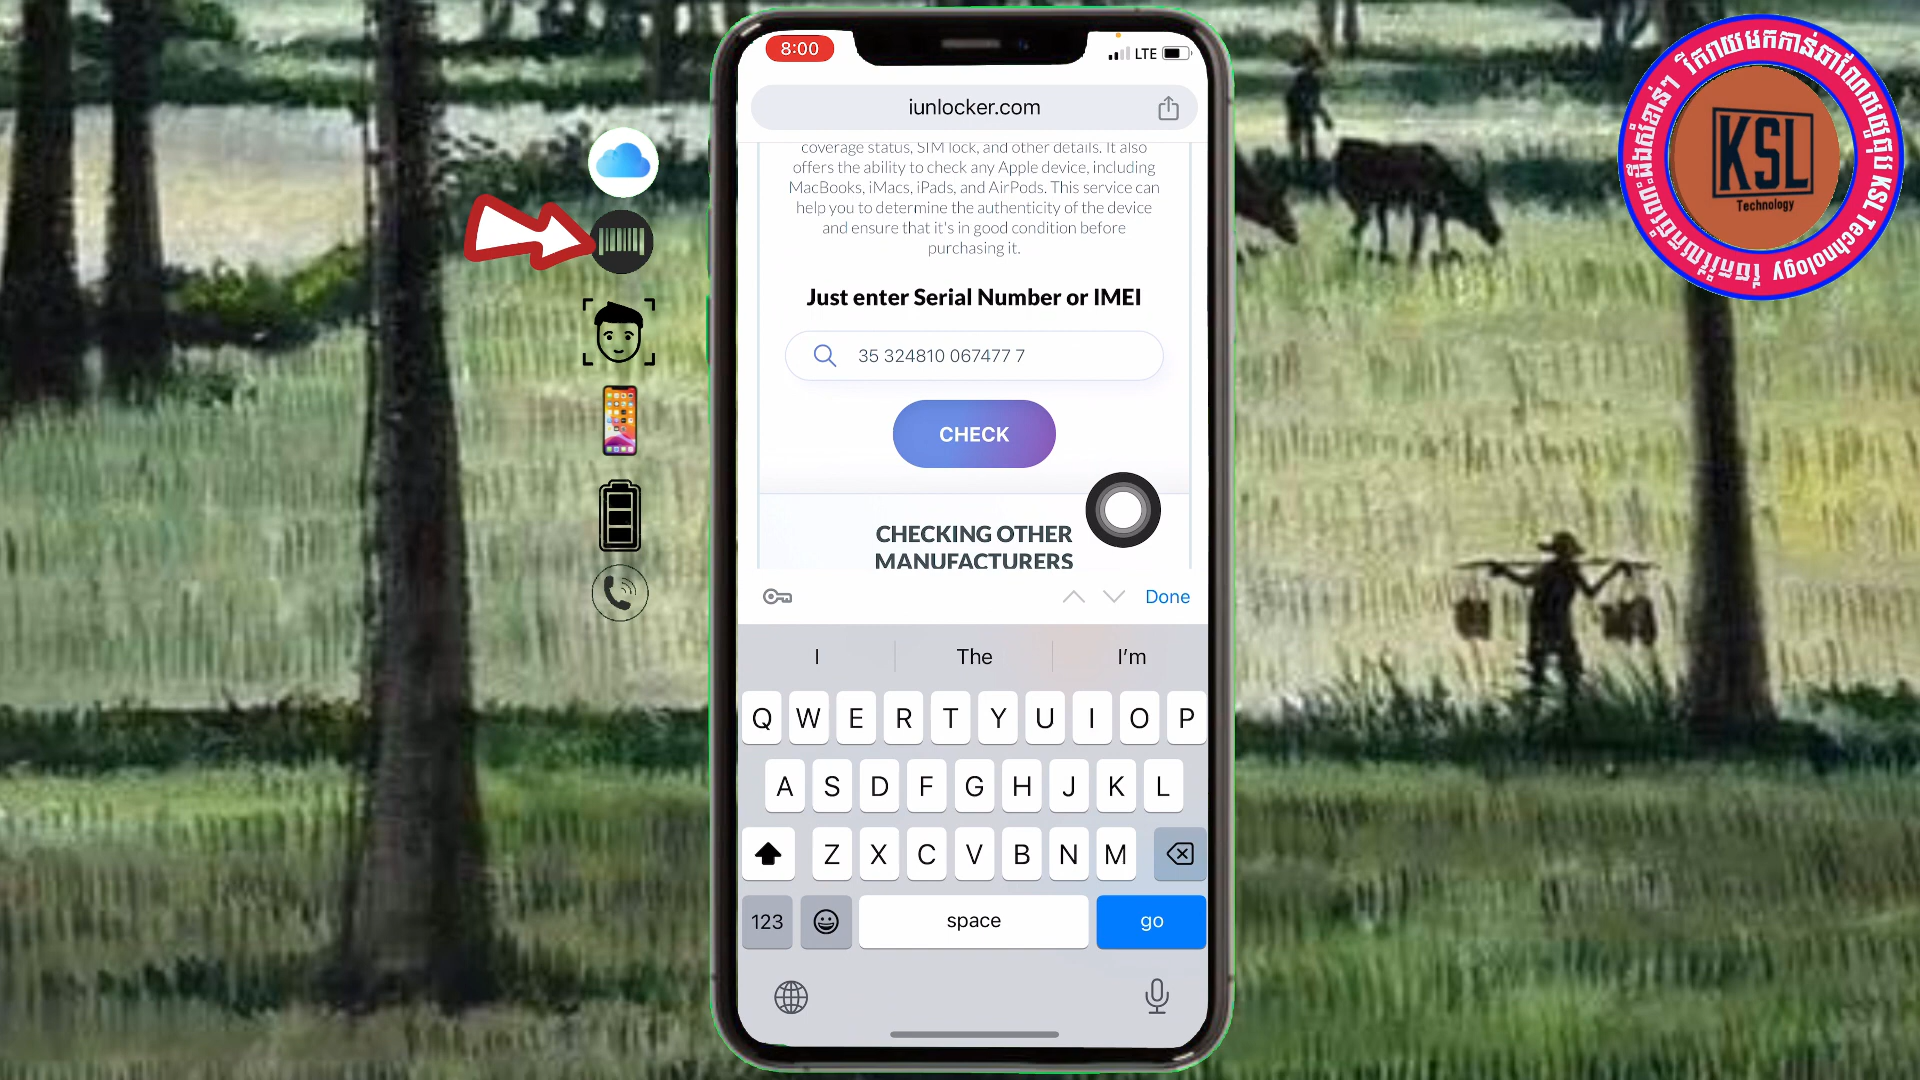 8:00
LTE
iunlocker.com
coverage status, SIM lock, and other details. It also
offers the ability to check any Apple device, including
MacBooks, iMacs, iPads, and AirPods. This service can
help you to determine the authenticity of the device
and ensure that it's in good condition before
purchasing it.
Just enter Serial Number or IMEI
35 324810 067477 7
CHECK
CHECKING OTHER
MANUFACTURERS
Done
I The I'm
Q W E R T Y U I O P
A S D F G H J K L
Z X C V B N M
123 space go
KSL
Technology
KSL Technology